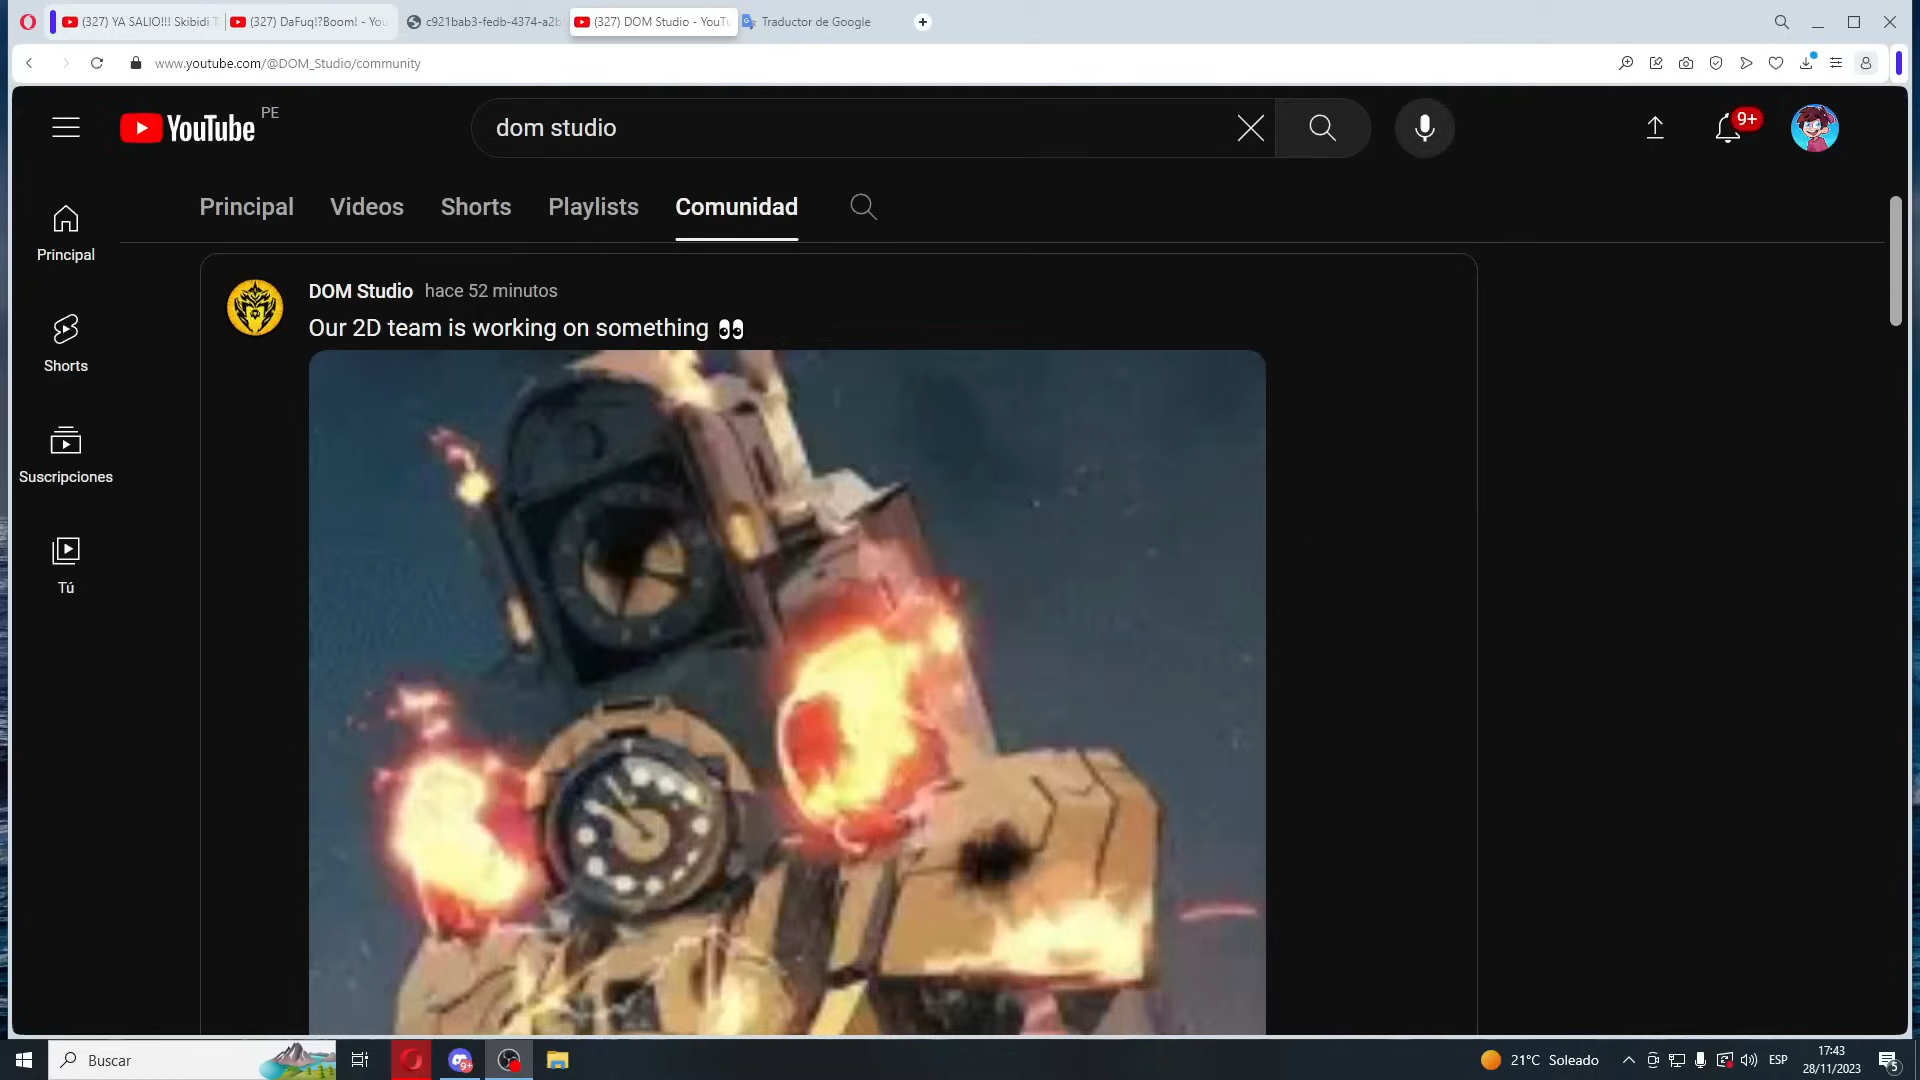 (327) YA SALIO!!! Skibidi T
(327) DaFuq!?Boom! - You
c921bab3-fedb-4374-a2b
(327) DOM Studio - YouTu
Traductor de Google
www.youtube.com/@DOM_Studio/community
YouTube
PE
dom studio
9+
Principal
Videos
Shorts
Playlists
Comunidad
Principal
Shorts
Suscripciones
Tú
DOM Studio hace 52 minutos
Our 2D team is working on something 👀
Buscar
9+
21°C Soleado
ESP
17:43
28/11/2023
5